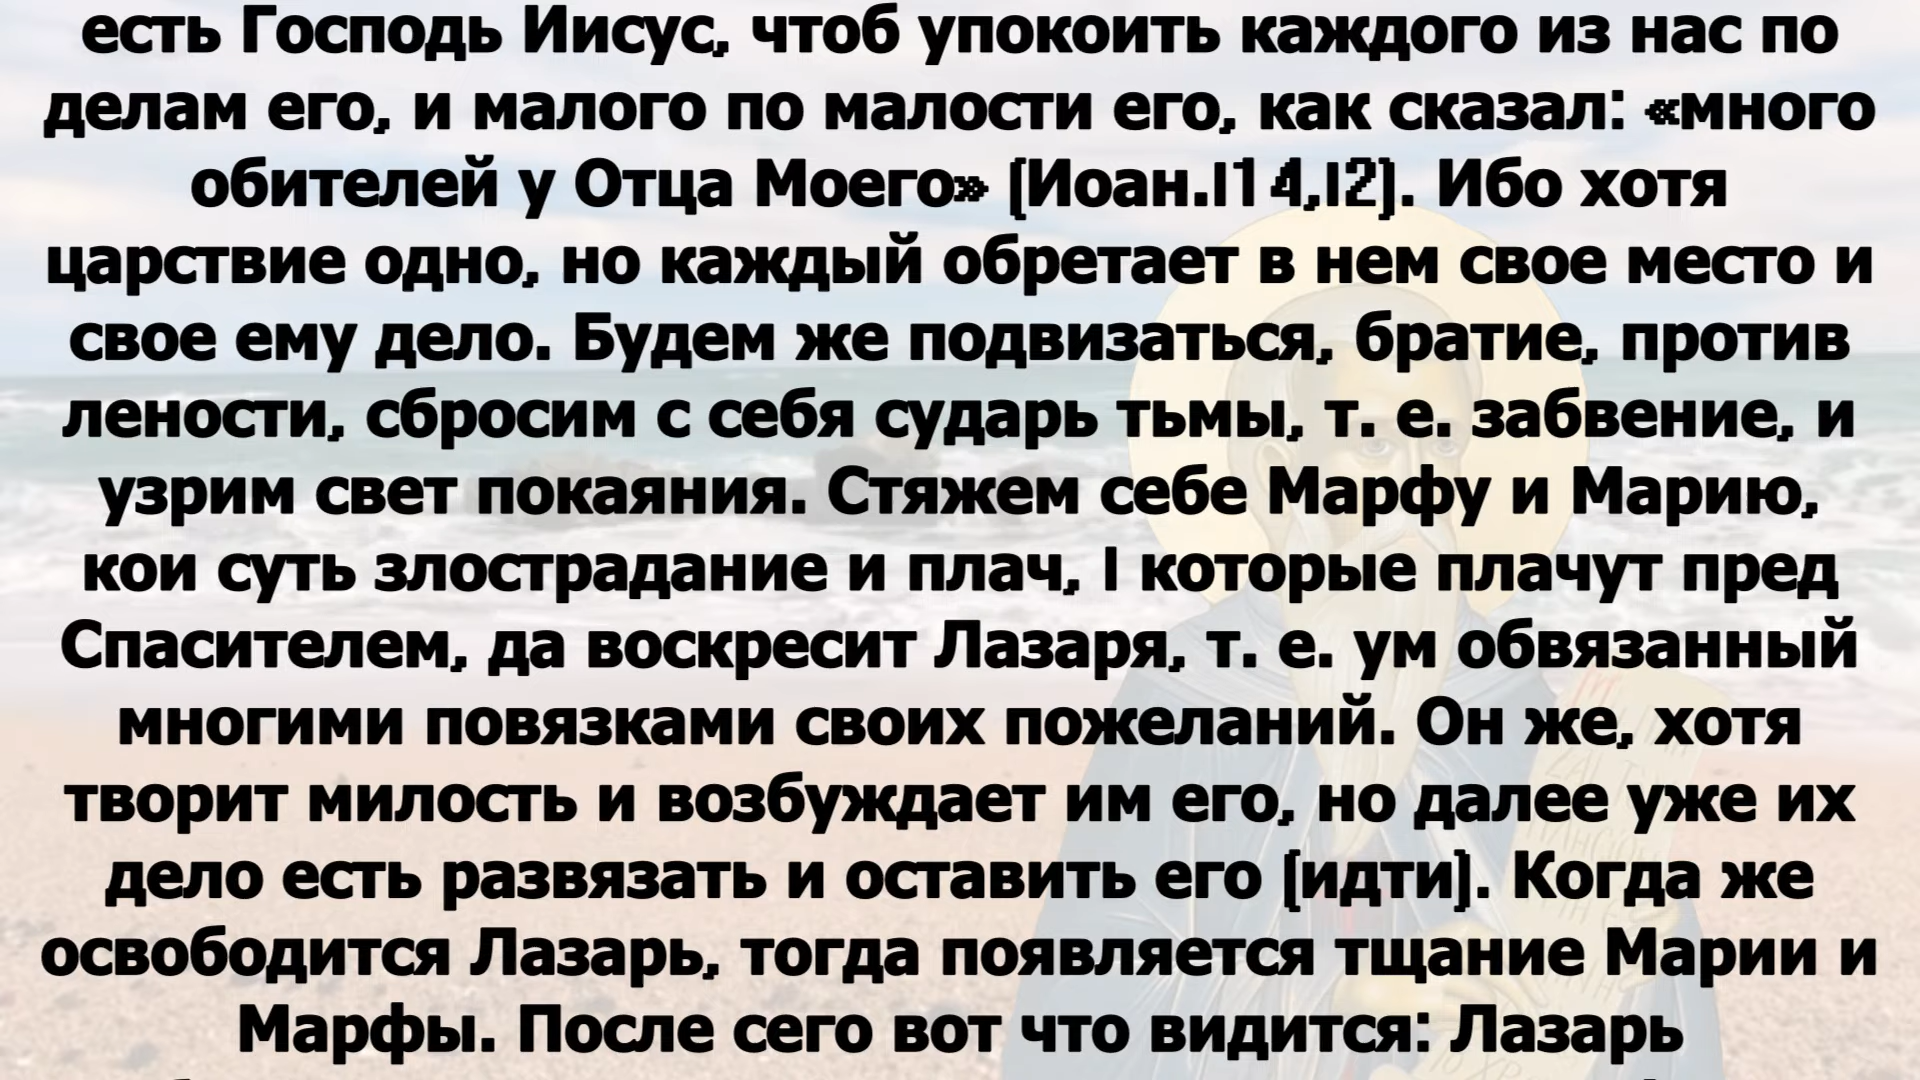 есть Господь Иисус, чтоб упокоить каждого из нас по
делам его, и малого по малости его, как сказал: «много
обителей у Отца Моего» (Иоан.|14,|2). Ибо хотя
царствие одно, но каждый обретает в нем свое место и
свое ему дело. Будем же подвизаться, братие, против
лености, сбросим с себя сударь тьмы, т. е. забвение, и
узрим свет покаяния. Стяжем себе Марфу и Марию,
кои суть злострадание и плач, | которые плачут пред
Спасителем, да воскресит Лазаря, т. е. ум обвязанный
многими повязками своих пожеланий. Он же, хотя
творит милость и возбуждает им его, но далее уже их
дело есть развязать и оставить его (идти). Когда же
освободится Лазарь, тогда появляется тщание Марии и
Марфы. После сего вот что видится: Лазарь